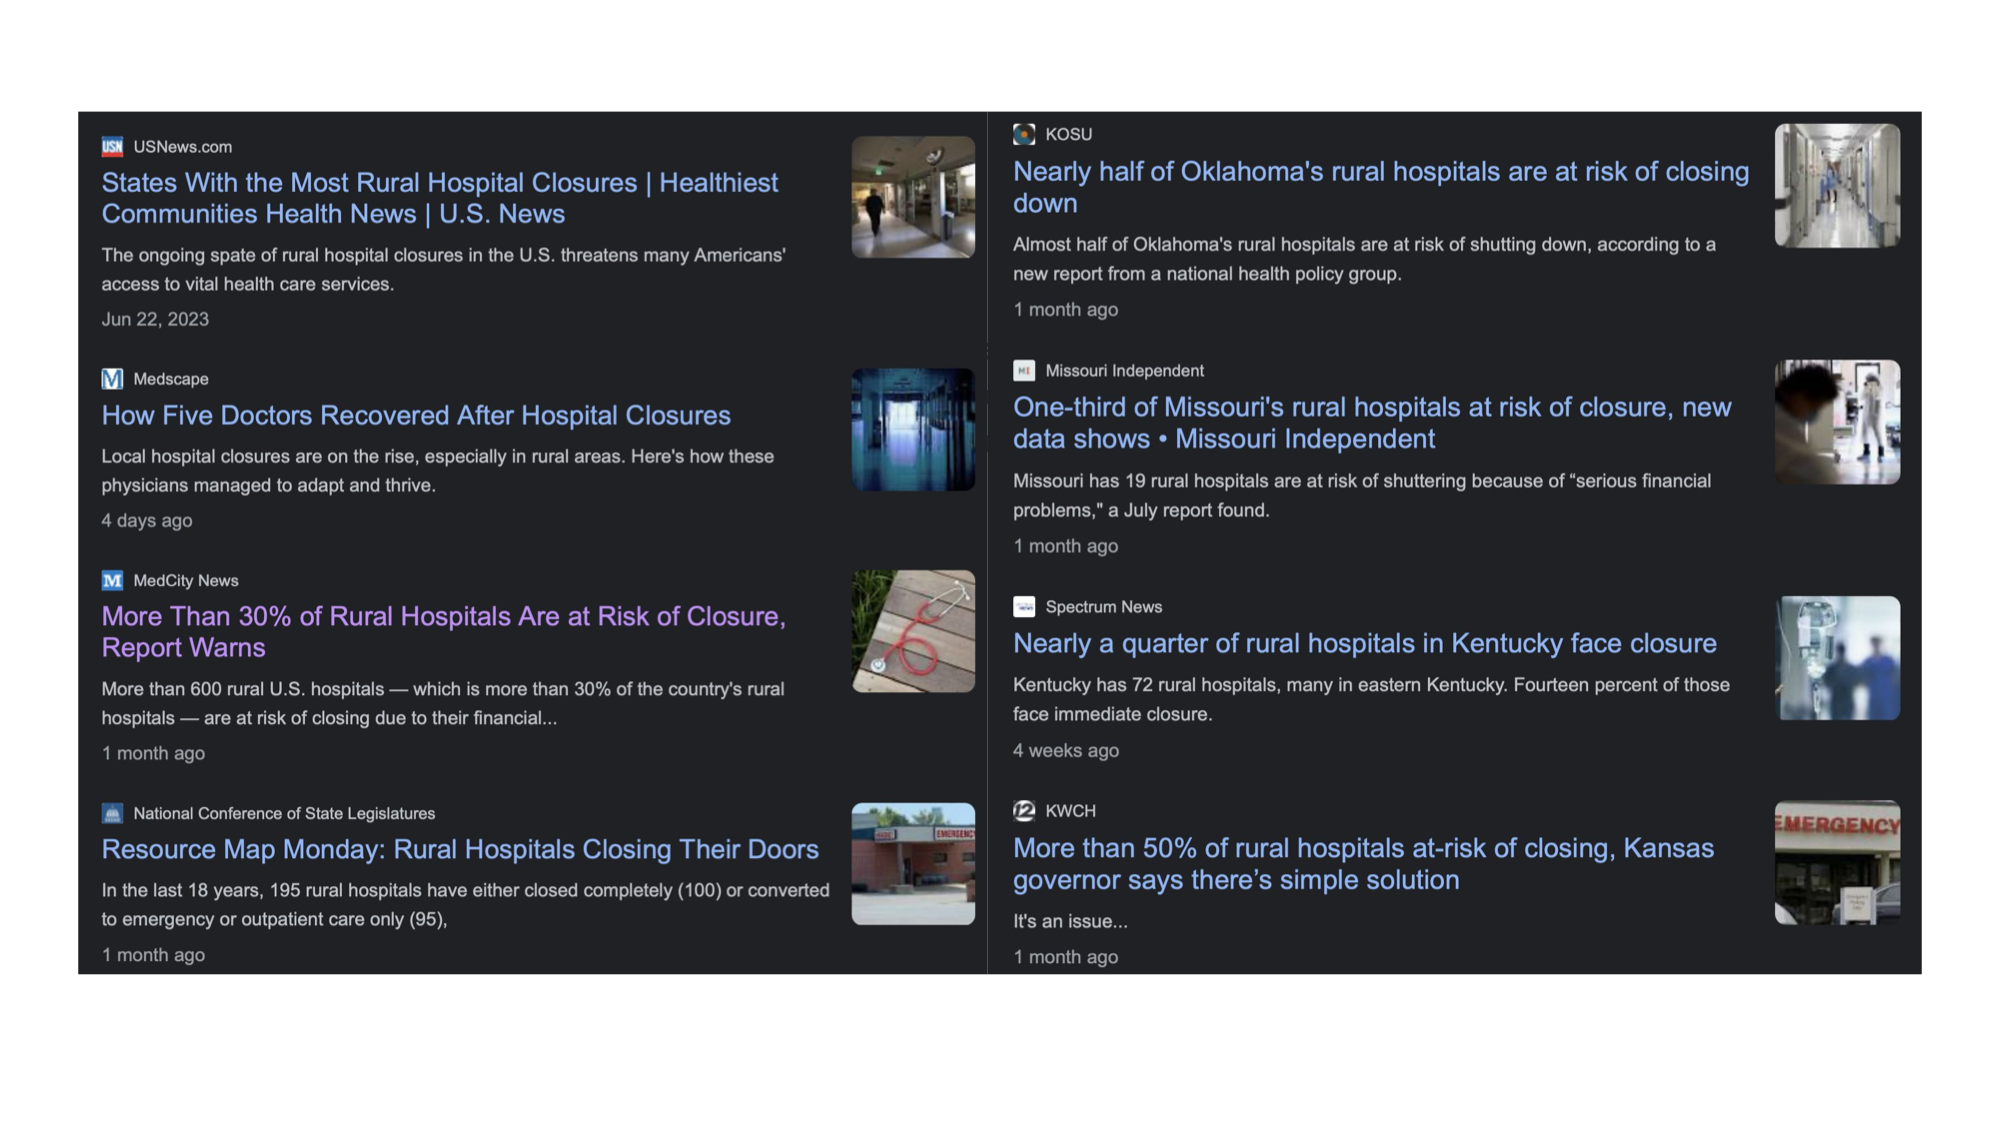 USN USNews.com
States With the Most Rural Hospital Closures | Healthiest
Communities Health News | U.S. News
The ongoing spate of rural hospital closures in the U.S. threatens many Americans'
access to vital health care services.
Jun 22, 2023
M Medscape
How Five Doctors Recovered After Hospital Closures
Local hospital closures are on the rise, especially in rural areas. Here's how these
physicians managed to adapt and thrive.
4 days ago
M MedCity News
More Than 30% of Rural Hospitals Are at Risk of Closure,
Report Warns
More than 600 rural U.S. hospitals — which is more than 30% of the country's rural
hospitals — are at risk of closing due to their financial...
1 month ago
National Conference of State Legislatures
Resource Map Monday: Rural Hospitals Closing Their Doors
EMERGENCY
In the last 18 years, 195 rural hospitals have either closed completely (100) or converted
to emergency or outpatient care only (95),
1 month ago
KOSU
Nearly half of Oklahoma's rural hospitals are at risk of closing
down
Almost half of Oklahoma's rural hospitals are at risk of shutting down, according to a
new report from a national health policy group.
1 month ago
MI Missouri Independent
One-third of Missouri's rural hospitals at risk of closure, new
data shows • Missouri Independent
Missouri has 19 rural hospitals are at risk of shuttering because of “serious financial
problems," a July report found.
1 month ago
Spectrum News
Nearly a quarter of rural hospitals in Kentucky face closure
Kentucky has 72 rural hospitals, many in eastern Kentucky. Fourteen percent of those
face immediate closure.
4 weeks ago
12 KWCH
More than 50% of rural hospitals at-risk of closing, Kansas
governor says there’s simple solution
EMERGENCY
It's an issue...
1 month ago